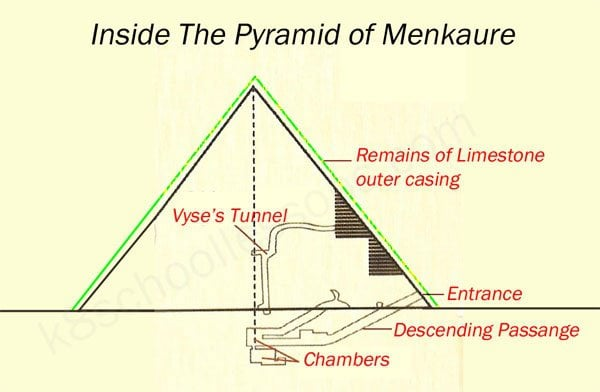 Inside The Pyramid of Menkaure
Remains of Limestone
outer casing
Vyse's Tunnel
Entrance
Descending Passange
Chambers